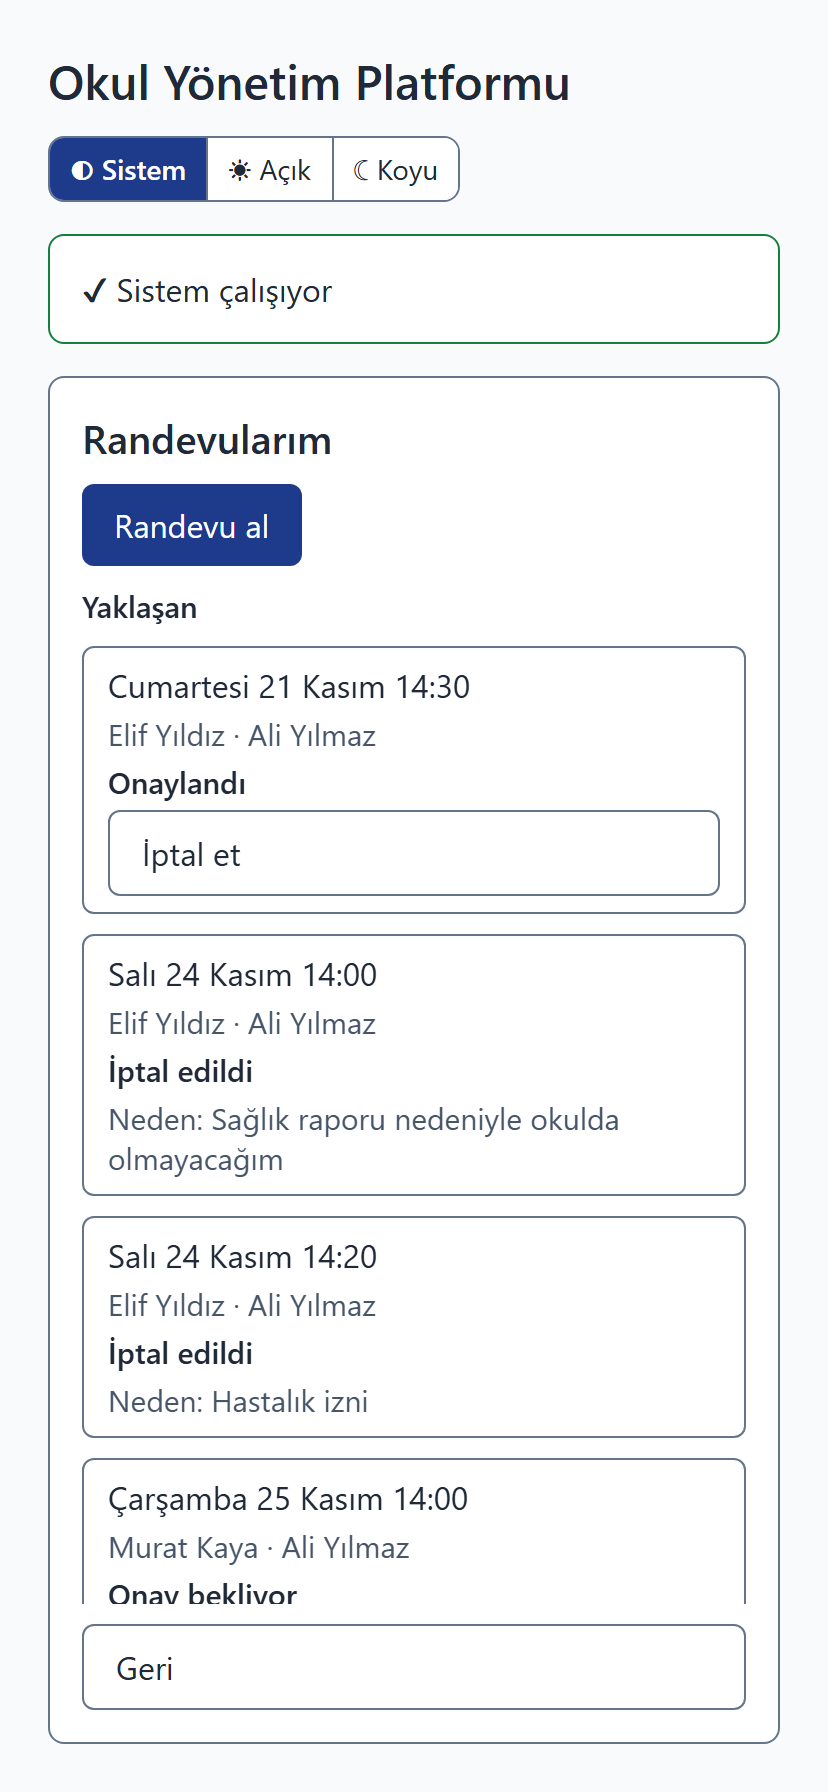 Okul Yönetim Platformu
Sistem
Açık
Koyu
✓ Sistem çalışıyor
Randevularım
Randevu al
Yaklaşan
Cumartesi 21 Kasım 14:30
Elif Yıldız · Ali Yılmaz
Onaylandı
İptal et
Salı 24 Kasım 14:00
Elif Yıldız · Ali Yılmaz
İptal edildi
Neden: Sağlık raporu nedeniyle okulda
olmayacağım
Salı 24 Kasım 14:20
Elif Yıldız · Ali Yılmaz
İptal edildi
Neden: Hastalık izni
Çarşamba 25 Kasım 14:00
Murat Kaya · Ali Yılmaz
Onay bekliyor
Geri